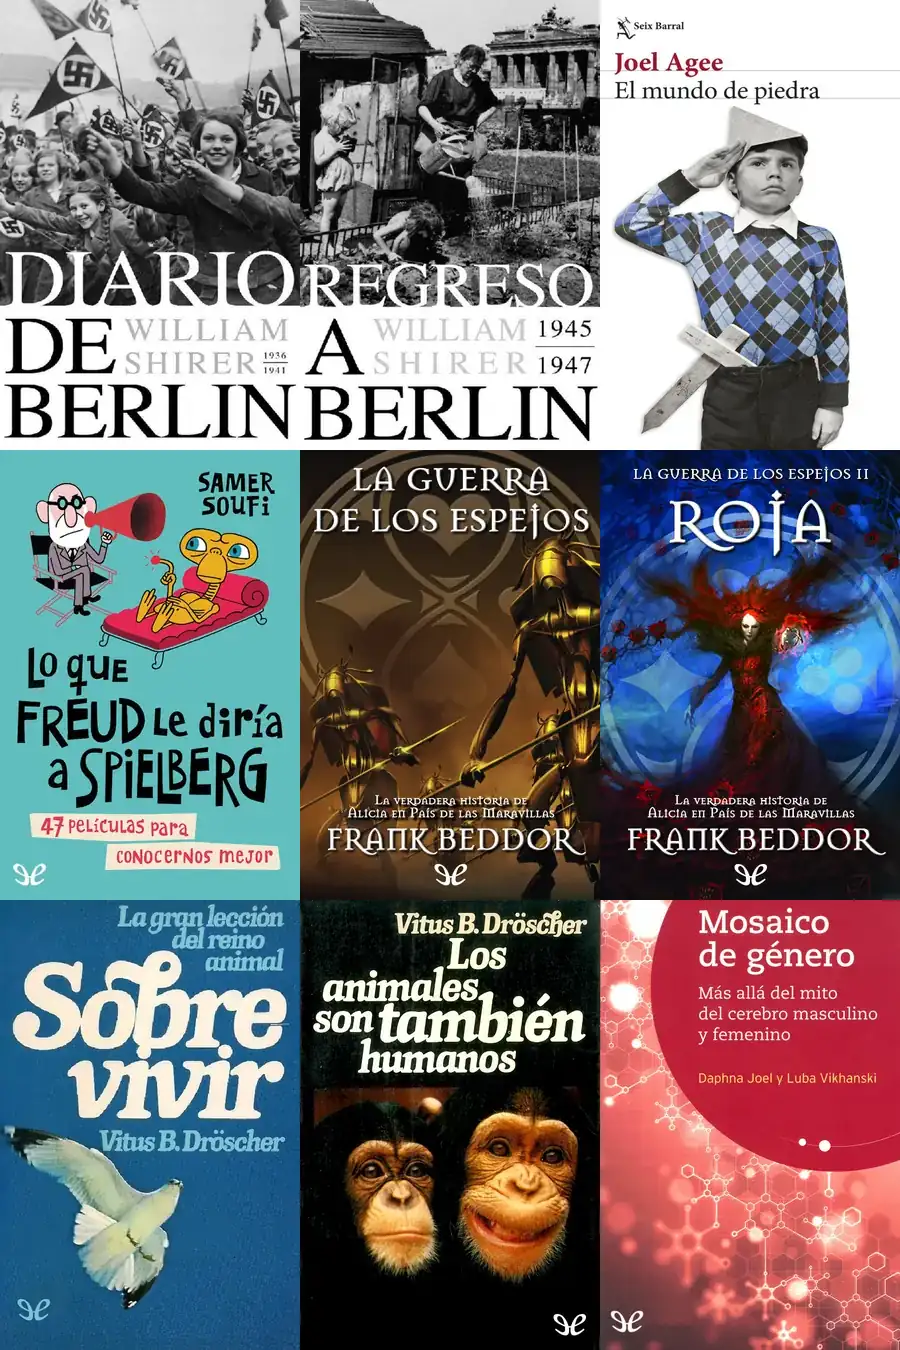 DIARIO
DE
WILLIAM
SHIRER
1936
1941
BERLIN
REGRESO
A
WILLIAM
SHIRER
1945
1947
BERLIN
Seix Barral
Joel Agee
El mundo de piedra
SAMER
SOUFI
Lo que
FREUD Le diría
a SPIELBERG
47 películas para
conocernos mejor
LA GUERRA
DE LOS ESPEJOS
La verdadera historia de
Alicia en País de las Maravillas
FRANK BEDDOR
LA GUERRA DE LOS ESPEJOS II
ROJA
La verdadera historia de
Alicia en País de las Maravillas
FRANK BEDDOR
La gran lección
del reino
animal
Sobre
vivir
Vitus B. Dröscher
Vitus B. Dröscher
Los
animales
son también
humanos
Mosaico
de género
Más allá del mito
del cerebro masculino
y femenino
Daphna Joel y Luba Vikhanski